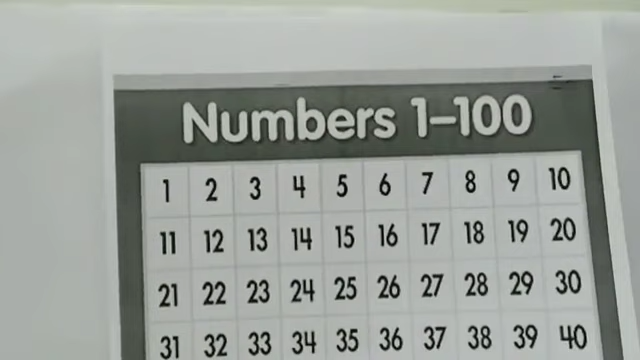 Numbers 1–100
1 2 3 4 5 6 7 8 9 10
11 12 13 14 15 16 17 18 19 20
21 22 23 24 25 26 27 28 29 30
31 32 33 34 35 36 37 38 39 40